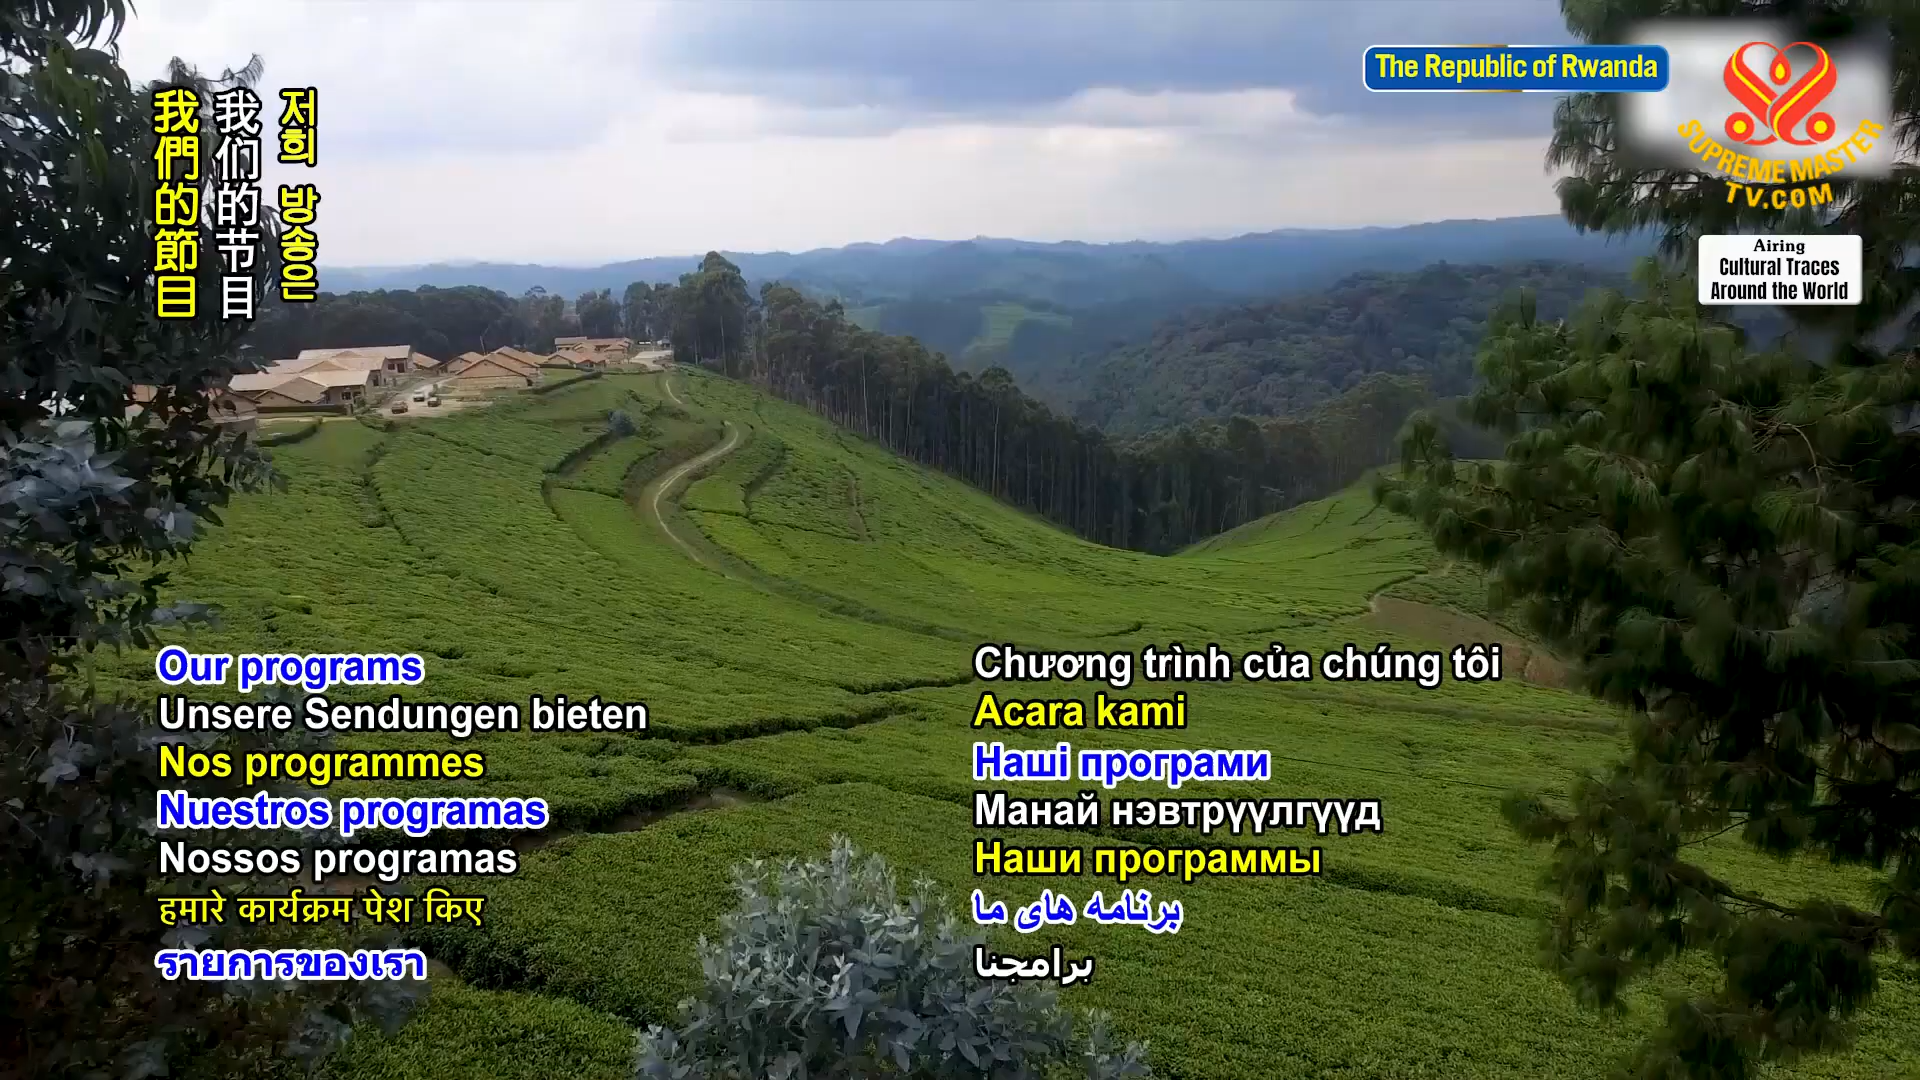 我們的節目
我们的节目
저희 방송은
The Republic of Rwanda
SUPREME MASTER
TV.COM
Airing
Cultural Traces
Around the World
Our programs
Unsere Sendungen bieten
Nos programmes
Nuestros programas
Nossos programas
हमारे कार्यक्रम पेश किए
รายการของเรา
Chương trình của chúng tôi
Acara kami
Наші програми
Манай нэвтрүүлгүүд
Наши программы
برنامه های ما
برامجنا